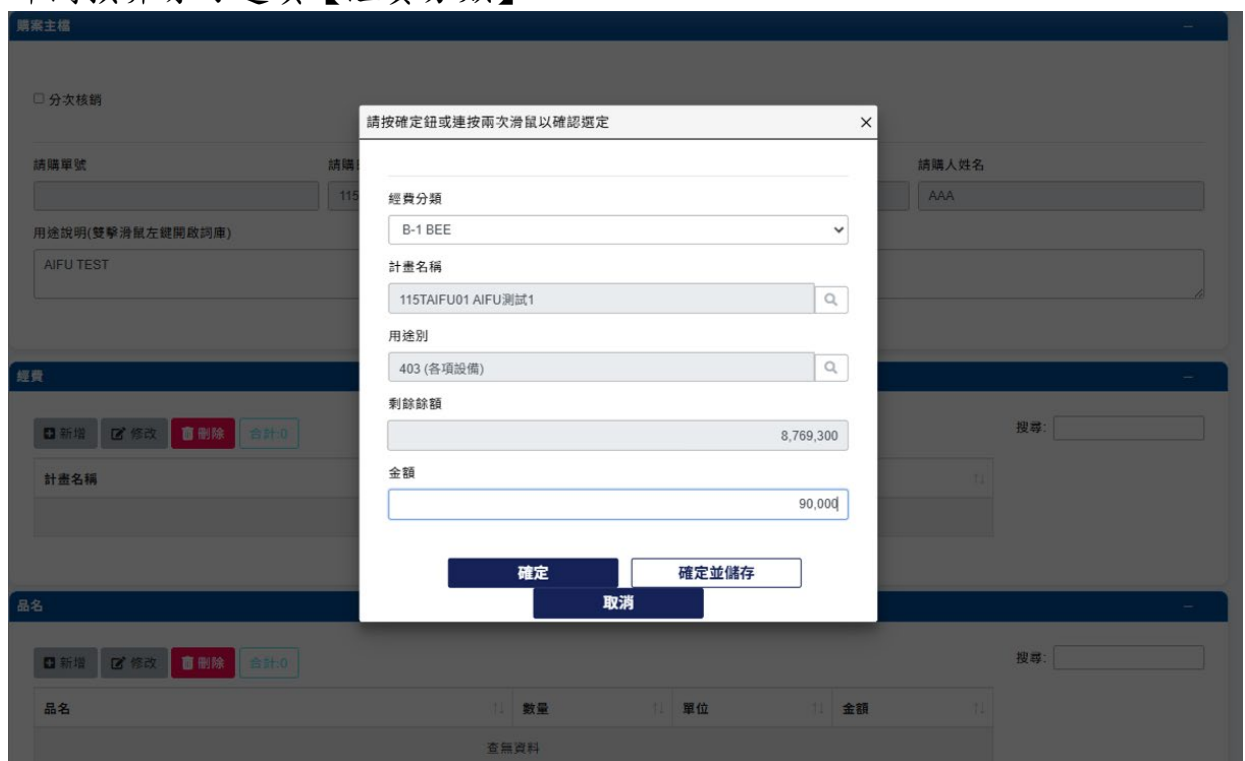 購案主檔
分次核銷
請購單號
請購
請購人姓名
115
AAA
用途說明(雙擊滑鼠左鍵開啟詞庫)
AIFU TEST
請按確定鈕或連按兩次滑鼠以確認選定
經費分類
B-1 BEE
計畫名稱
115TAIFU01 AIFU測試1
用途別
403 (各項設備)
剩餘餘額
8,769,300
金額
90,000
確定
確定並儲存
取消
經費
新增 修改 刪除 合計:0
搜尋:
計畫名稱
品名
新增 修改 刪除 合計:0
搜尋:
品名 數量 單位 金額
查無資料